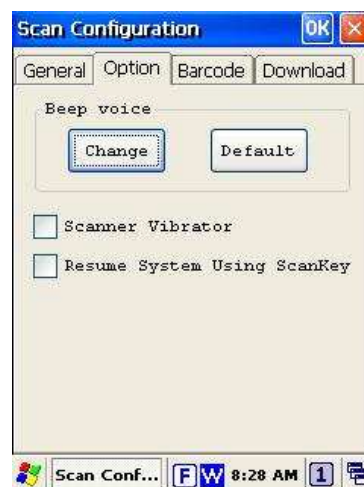 Scan Configuration OK
General Option Barcode Download
Beep voice
Change Default
Scanner Vibrator
Resume System Using ScanKey
Scan Conf... F W 8:28 AM 1